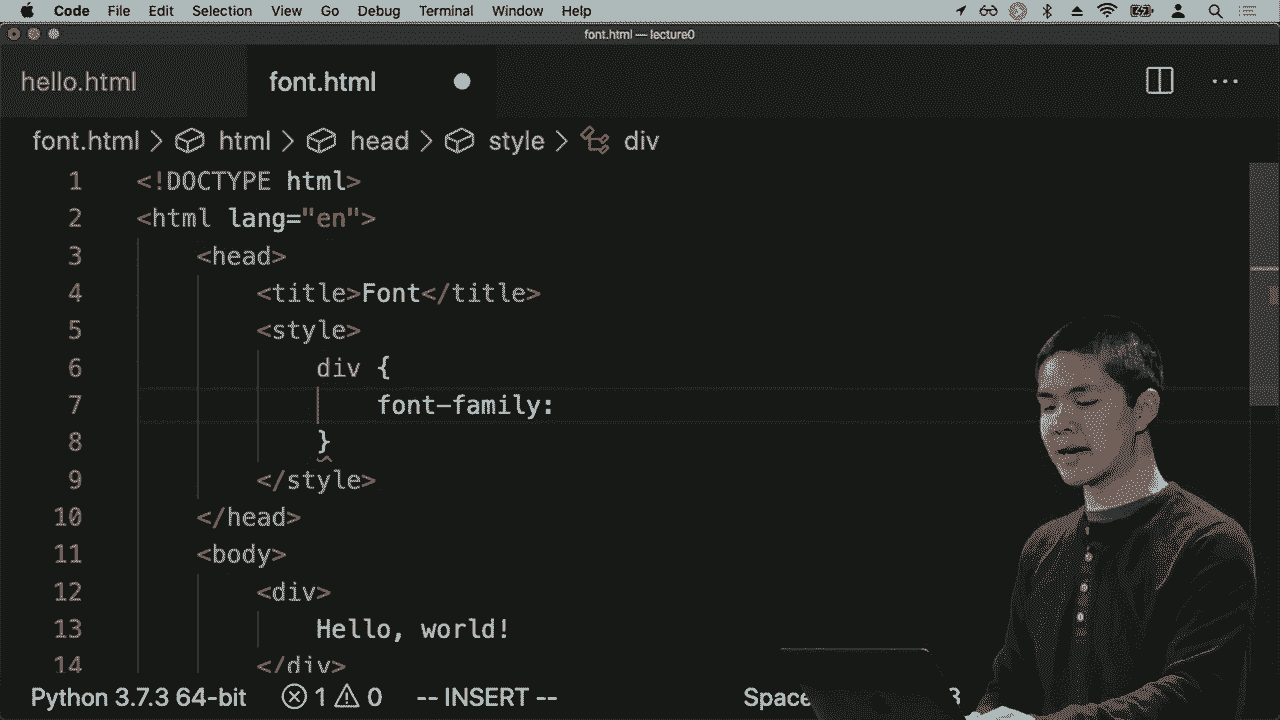 Code File Edit Selection View Go Debug Terminal Window Help
font.html — lecture0
hello.html font.html
font.html > html > head > style > div
1 <!DOCTYPE html>
2 <html lang="en">
3 <head>
4 <title>Font</title>
5 <style>
6 div {
7 font-family:
8 }
9 </style>
10 </head>
11 <body>
12 <div>
13 Hello, world!
14 </div>
Python 3.7.3 64-bit 1 0 -- INSERT --